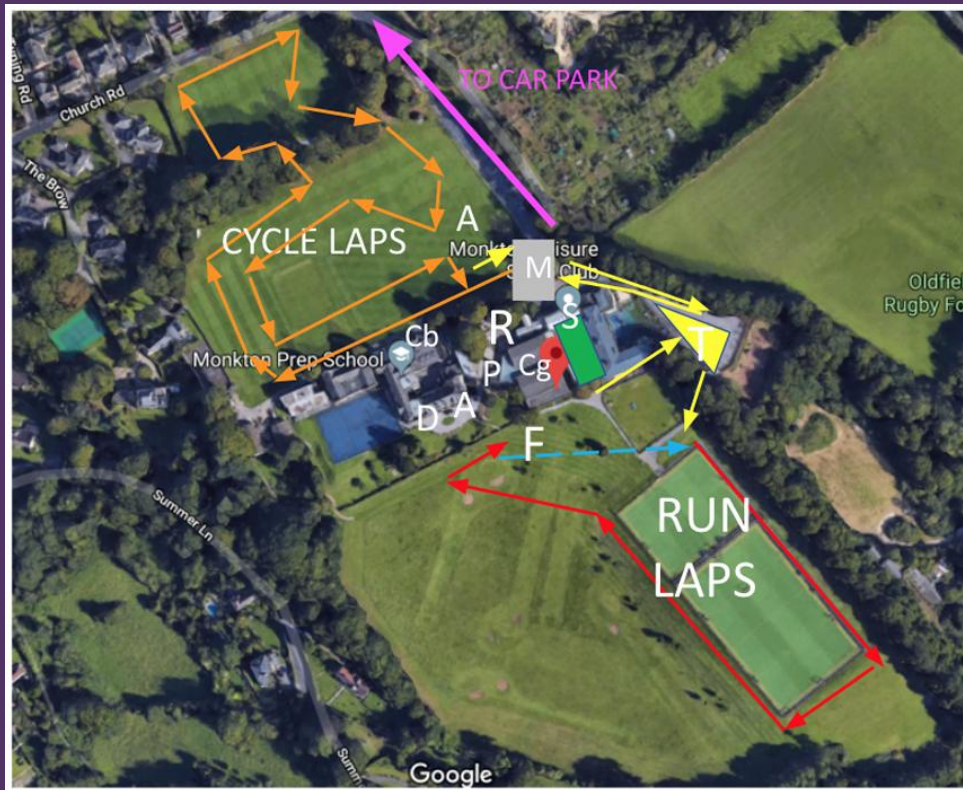 TO CAR PARK
Church Rd
The Brow
CYCLE LAPS
A
Monkton
M
Club
S
Oldfield
Rugby Fo
R
Cb
Monkton Prep School
P
Cg
T
D
A
F
RUN
LAPS
Summer Ln
Google